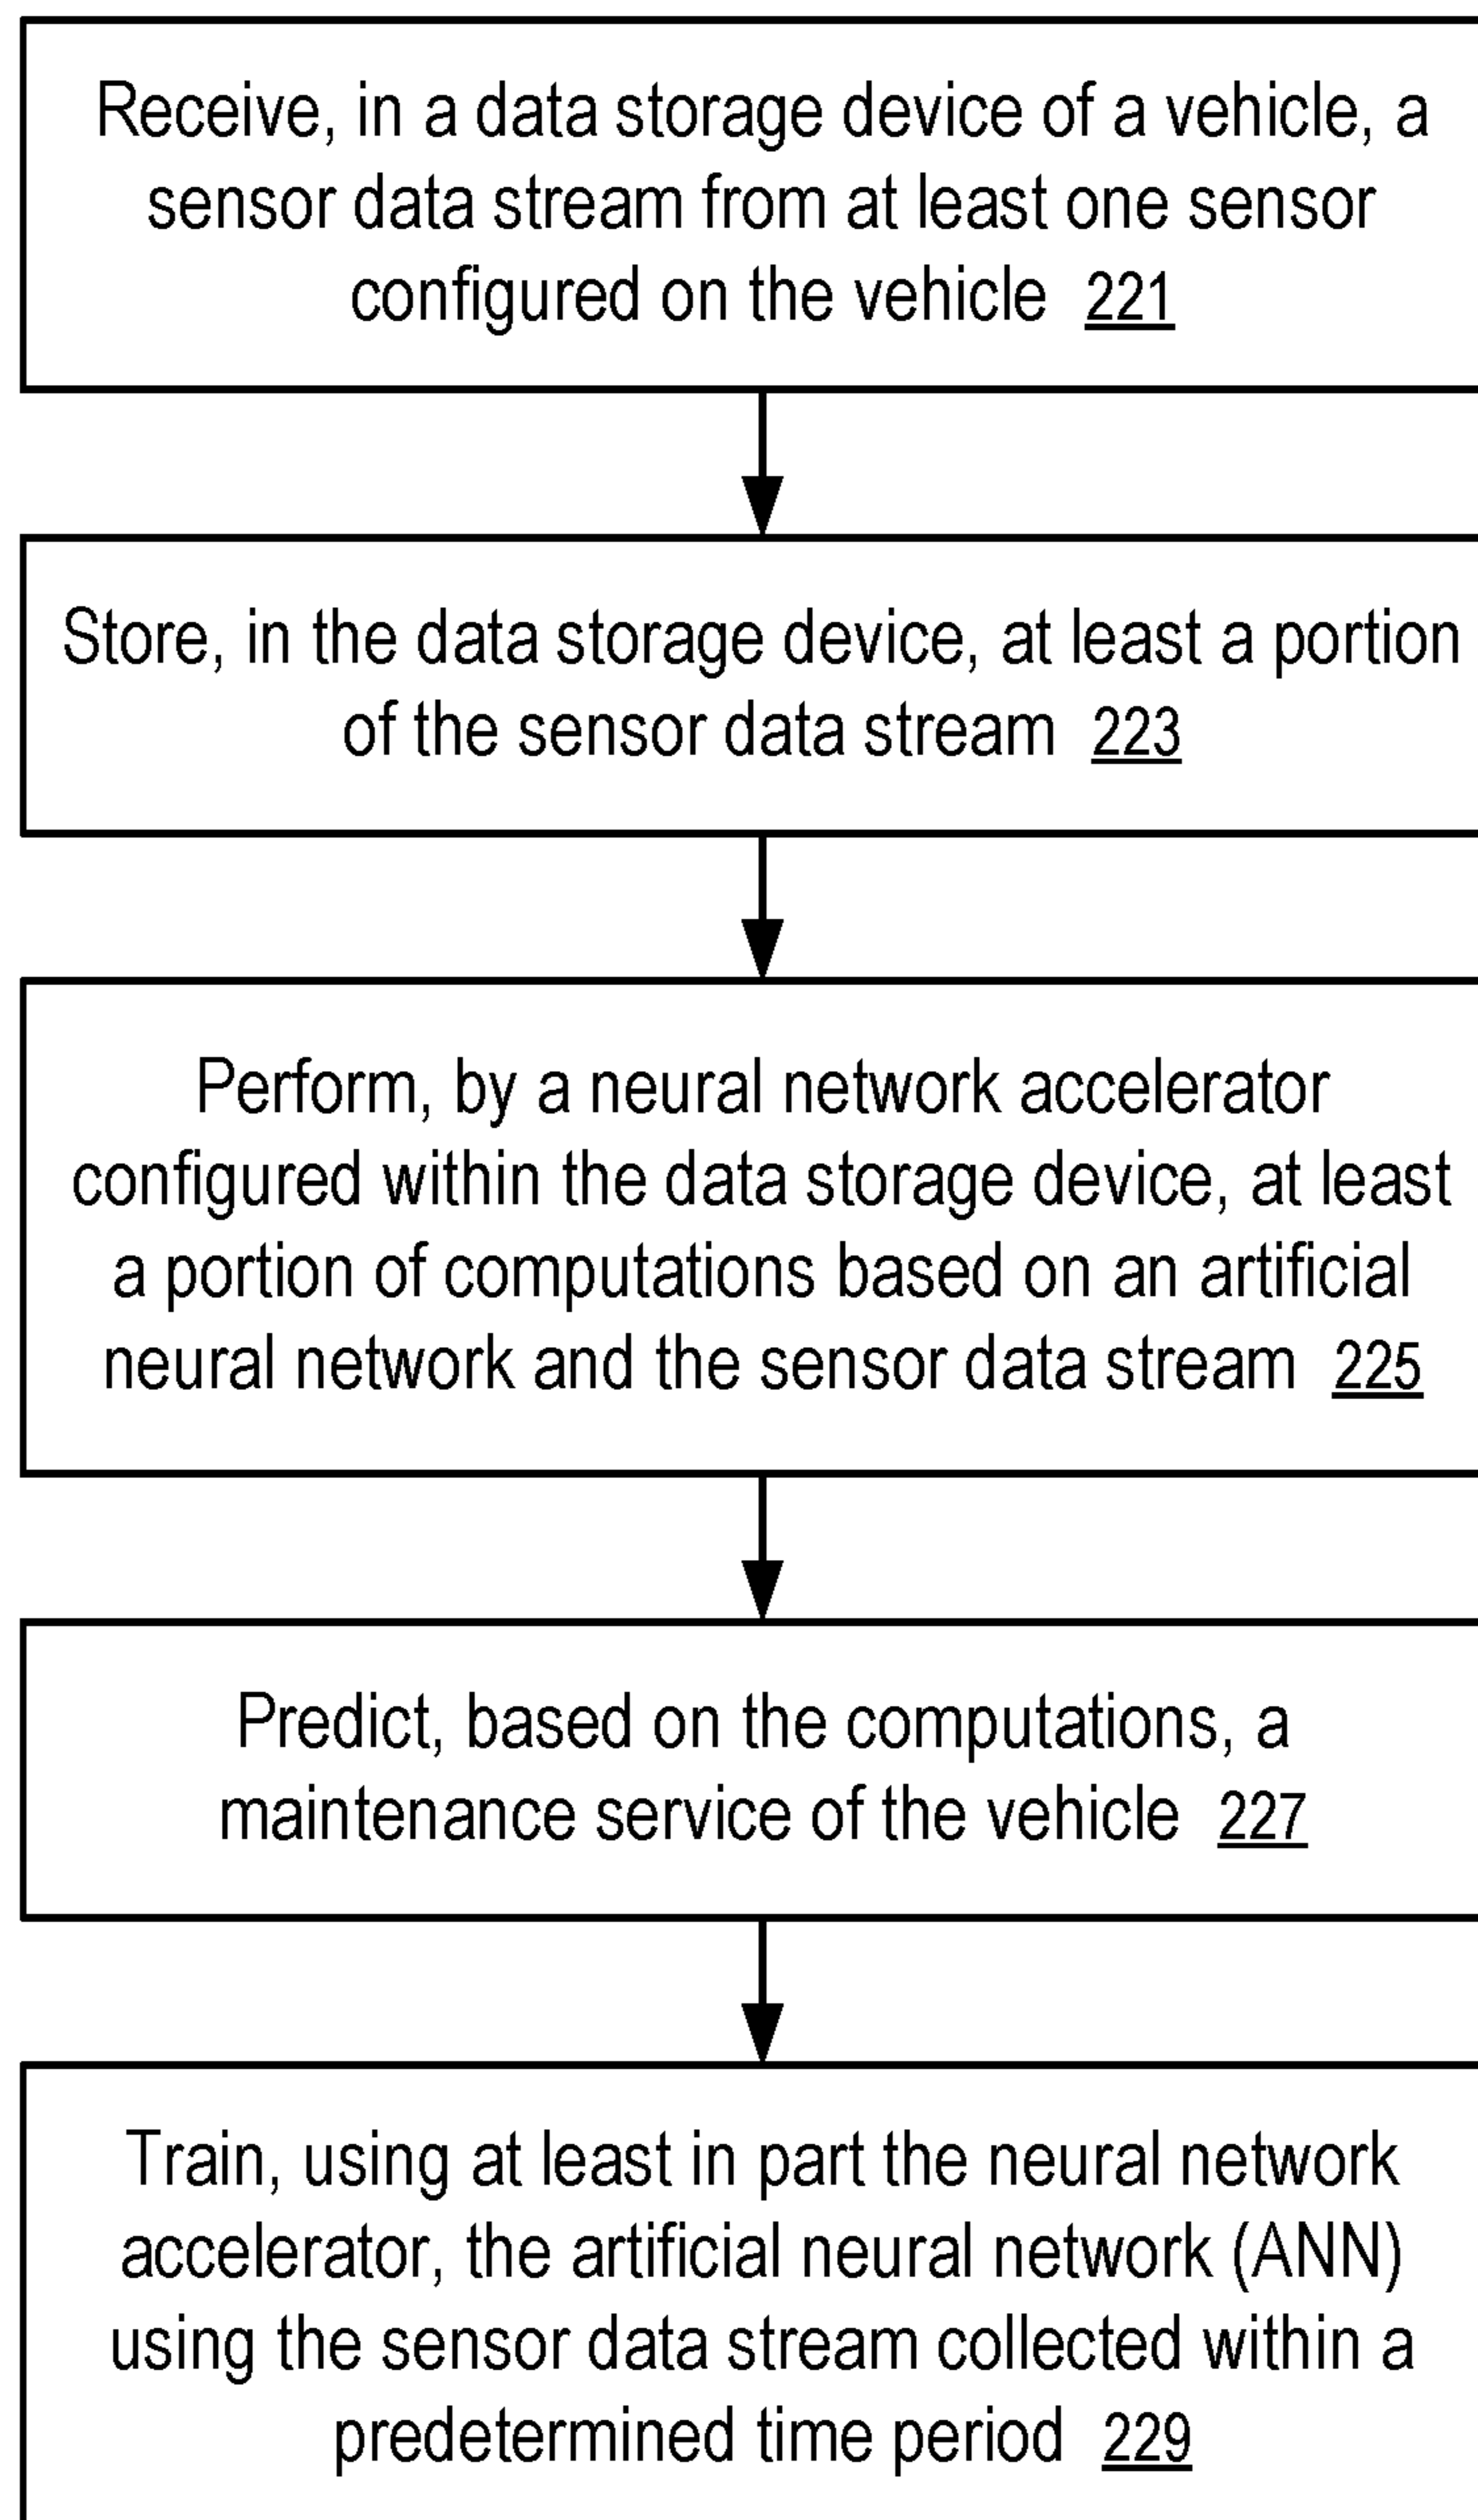 Receive, in a data storage device of a vehicle, a
sensor data stream from at least one sensor
configured on the vehicle 221
Store, in the data storage device, at least a portion
of the sensor data stream 223
Perform, by a neural network accelerator
configured within the data storage device, at least
a portion of computations based on an artificial
neural network and the sensor data stream 225
Predict, based on the computations, a
maintenance service of the vehicle 227
Train, using at least in part the neural network
accelerator, the artificial neural network (ANN)
using the sensor data stream collected within a
predetermined time period 229